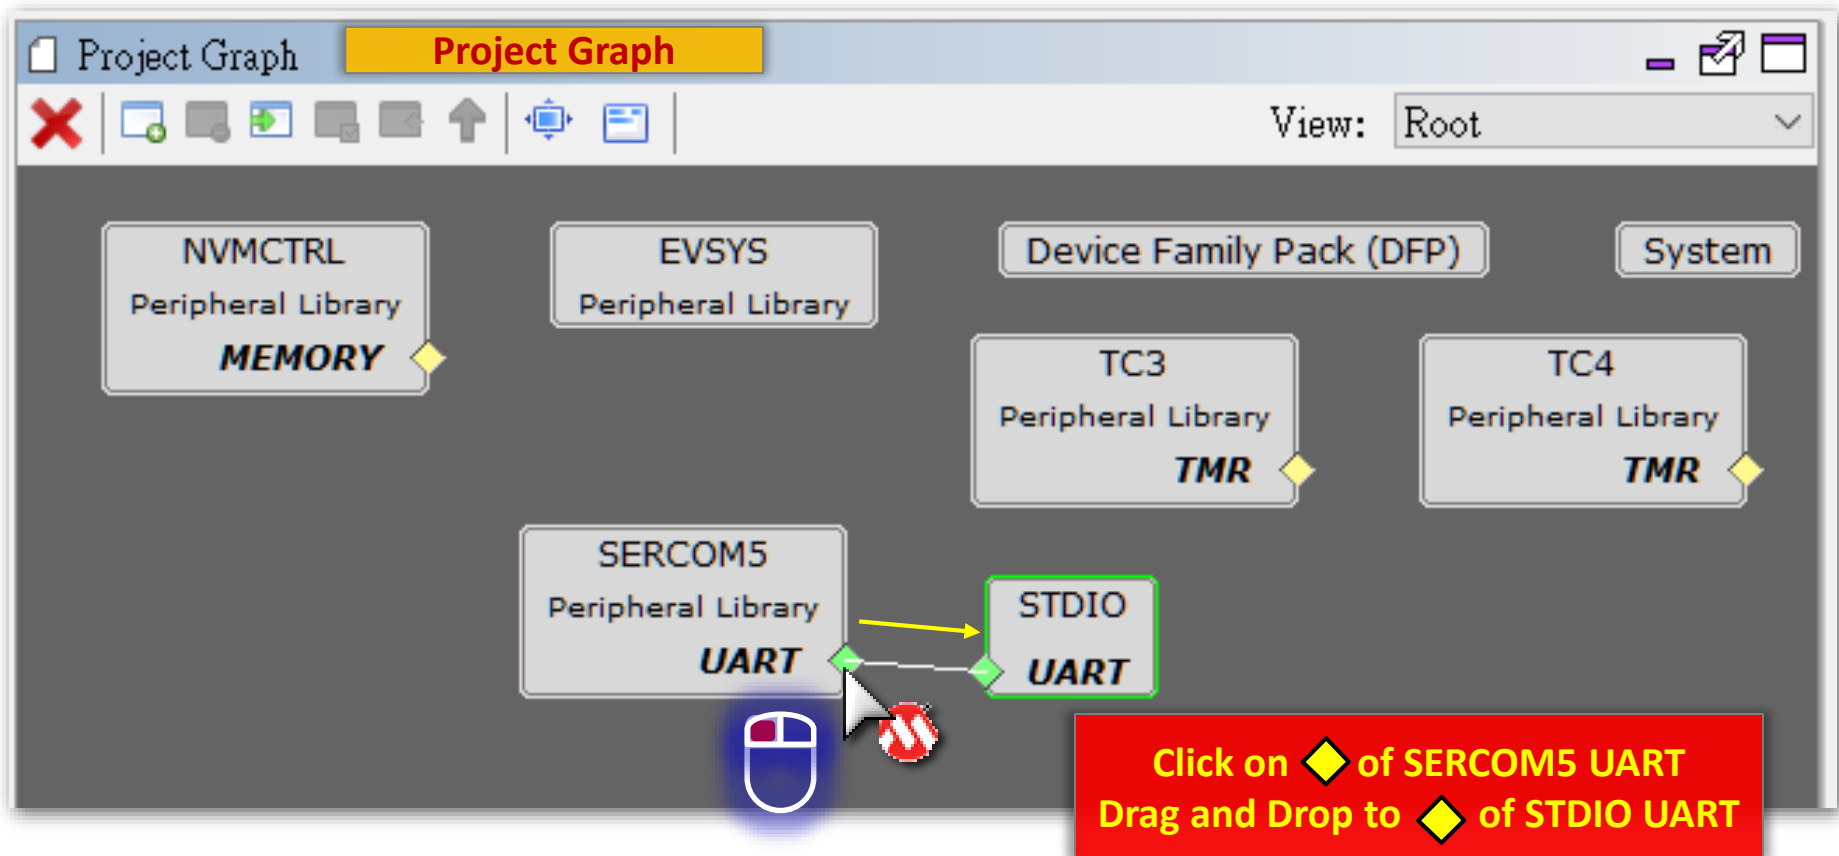 Project Graph
Project Graph
View: Root
NVMCTRL
Peripheral Library
MEMORY
EVSYS
Peripheral Library
Device Family Pack (DFP)
System
TC3
Peripheral Library
TMR
TC4
Peripheral Library
TMR
SERCOM5
Peripheral Library
UART
STDIO
UART
Click on of SERCOM5 UART
Drag and Drop to of STDIO UART